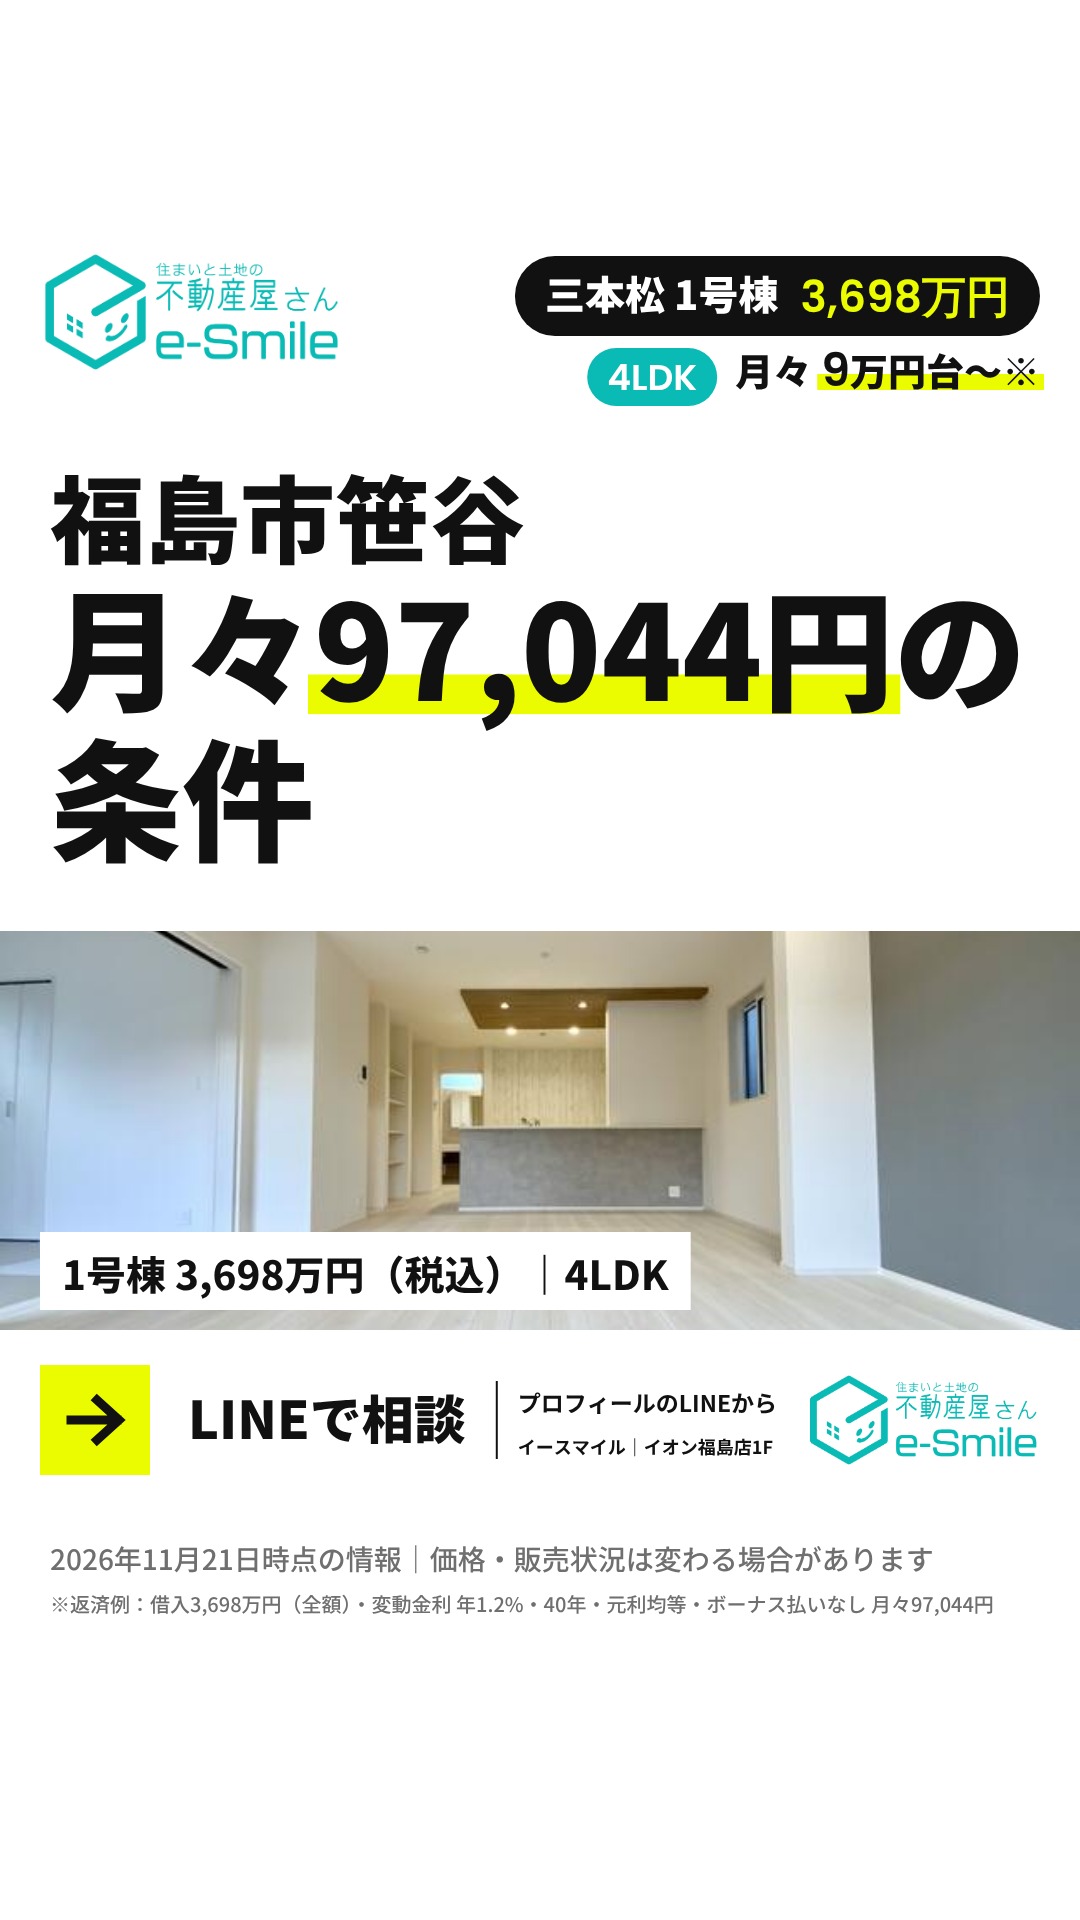 住まいと土地の
不動産屋さん
e-Smile
三本松 1号棟 3,698万円
4LDK 月々 9万円台〜※
福島市笹谷
月々97,044円の
条件
1号棟 3,698万円（税込）｜4LDK
→ LINEで相談
プロフィールのLINEから
イースマイル｜イオン福島店1F
住まいと土地の
不動産屋さん
e-Smile
2026年11月21日時点の情報｜価格・販売状況は変わる場合があります
※返済例：借入3,698万円（全額）・変動金利 年1.2%・40年・元利均等・ボーナス払いなし 月々97,044円